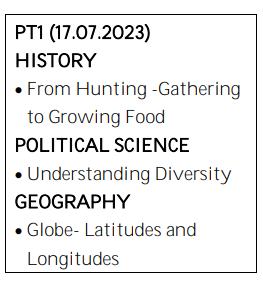 PT1 (17.07.2023)
HISTORY
• From Hunting -Gathering
to Growing Food
POLITICAL SCIENCE
• Understanding Diversity
GEOGRAPHY
• Globe- Latitudes and
Longitudes